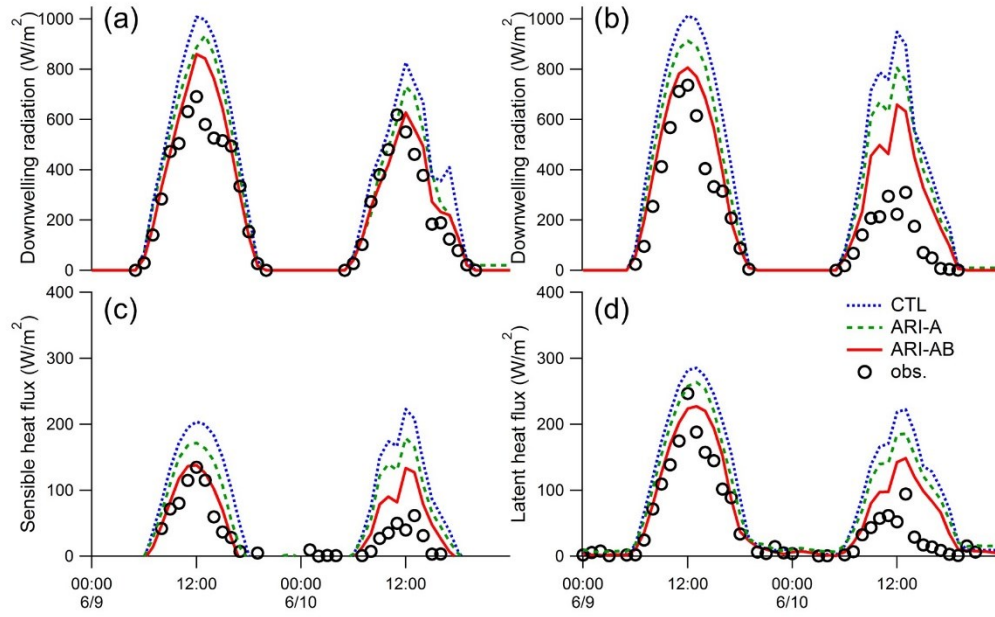 (a)
Downwelling radiation (W/m²)
1000
800
600
400
200
0
(b)
Downwelling radiation (W/m²)
1000
800
600
400
200
0
(c)
Sensible heat flux (W/m²)
400
300
200
100
0
00:00
6/9
12:00
00:00
6/10
12:00
(d)
Latent heat flux (W/m²)
400
300
200
100
0
CTL
ARI-A
ARI-AB
obs.
00:00
6/9
12:00
00:00
6/10
12:00